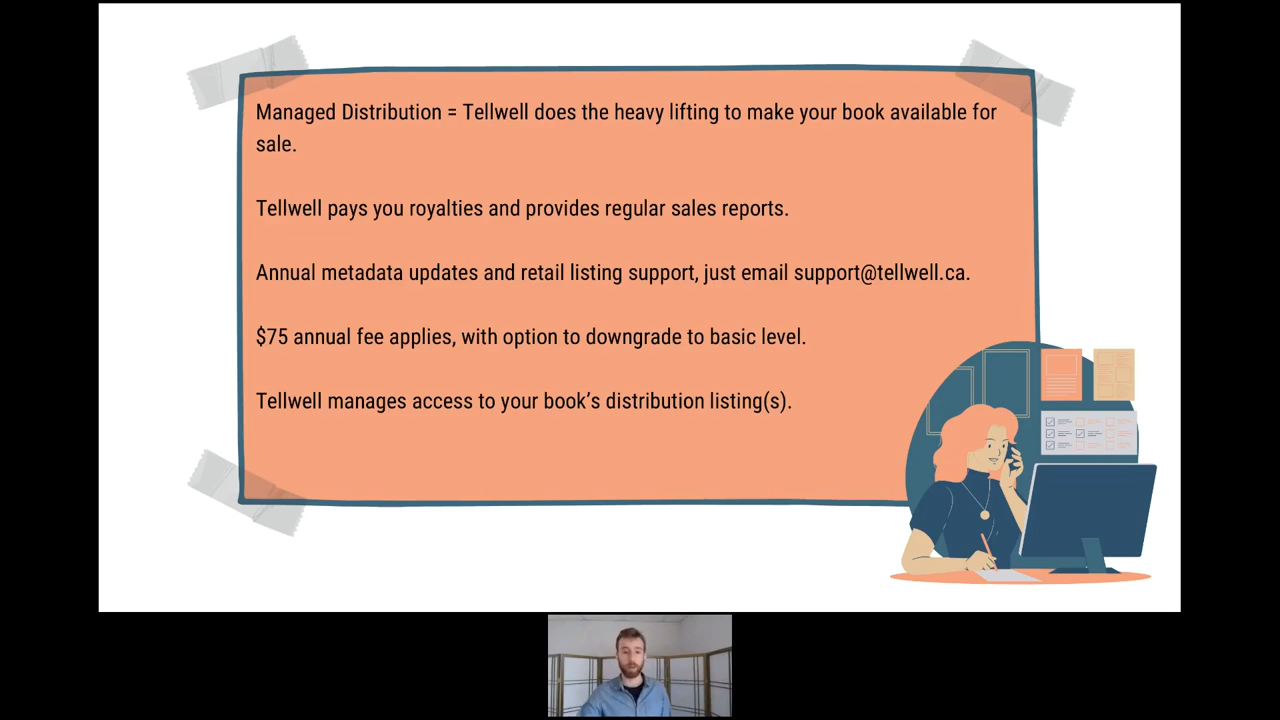 Managed Distribution = Tellwell does the heavy lifting to make your book available for
sale.
Tellwell pays you royalties and provides regular sales reports.
Annual metadata updates and retail listing support, just email support@tellwell.ca.
$75 annual fee applies, with option to downgrade to basic level.
Tellwell manages access to your book’s distribution listing(s).